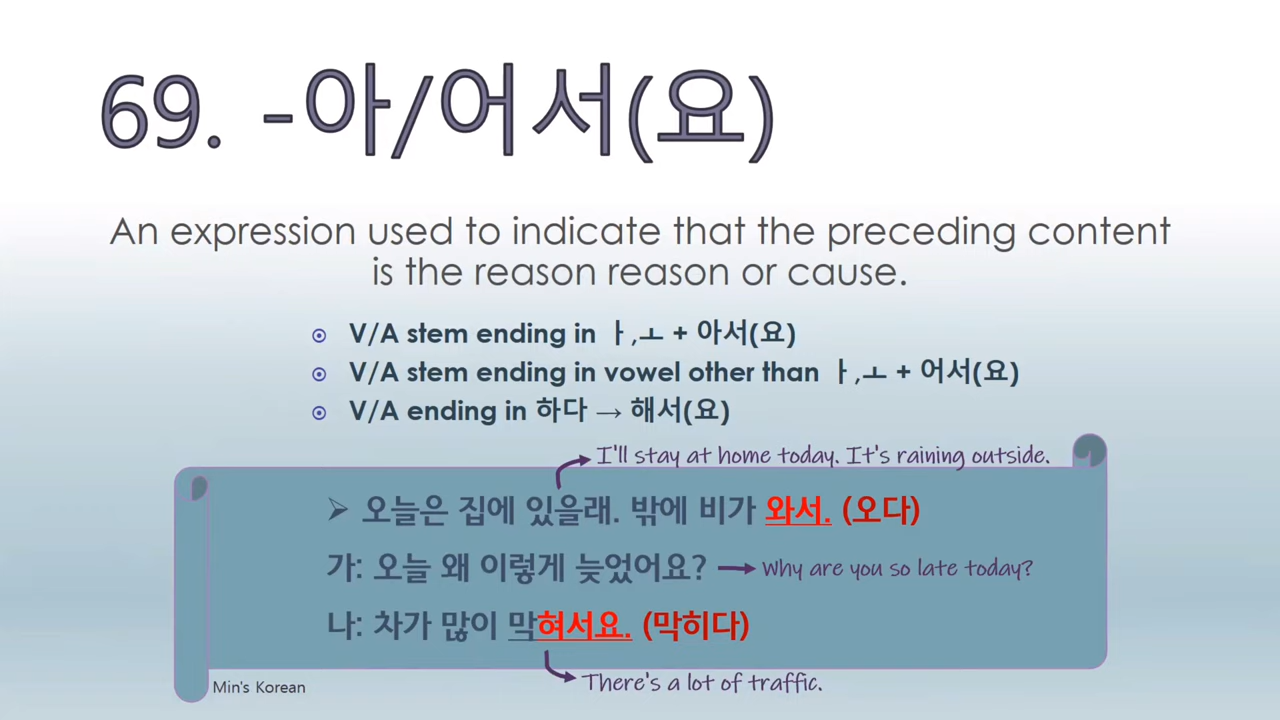 69. -아/어서(요)
An expression used to indicate that the preceding content
is the reason reason or cause.
V/A stem ending in ㅏ,ㅗ + 아서(요)
V/A stem ending in vowel other than ㅏ,ㅗ + 어서(요)
V/A ending in 하다 → 해서(요)
I'll stay at home today. It's raining outside.
오늘은 집에 있을래. 밖에 비가 와서. (오다)
가: 오늘 왜 이렇게 늦었어요? Why are you so late today?
나: 차가 많이 막혀서요. (막히다)
There's a lot of traffic.
Min's Korean